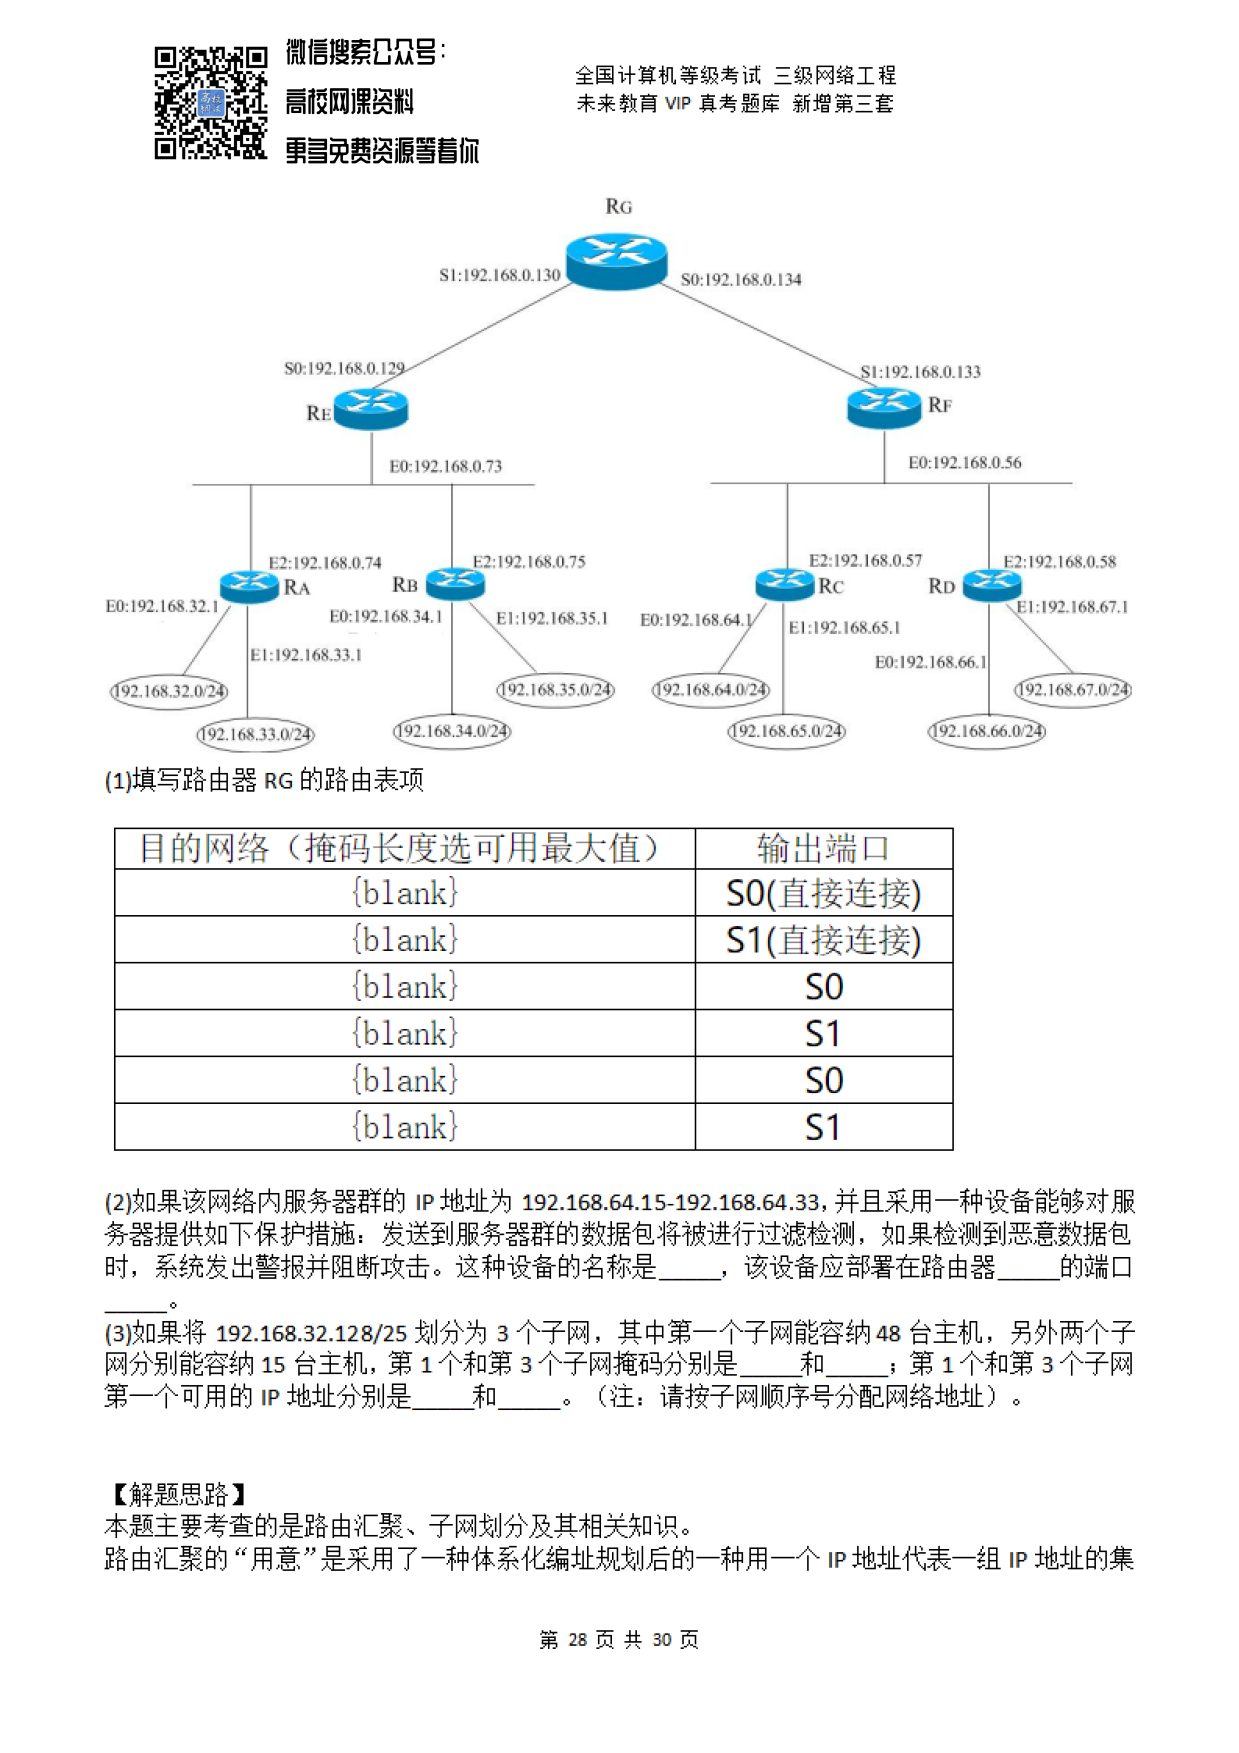 微信搜索公众号：
高校网课资料
更多免费资源等着你
高校
网课
全国计算机等级考试 三级网络工程
未来教育 VIP 真考题库 新增第三套
RG
S1:192.168.0.130
S0:192.168.0.134
S0:192.168.0.129
S1:192.168.0.133
RE
RF
E0:192.168.0.73
E0:192.168.0.56
E2:192.168.0.74
E2:192.168.0.75
E2:192.168.0.57
E2:192.168.0.58
RA
RB
RC
RD
E0:192.168.32.1
E0:192.168.34.1
E1:192.168.35.1
E0:192.168.64.1
E1:192.168.65.1
E1:192.168.67.1
E1:192.168.33.1
E0:192.168.66.1
192.168.32.0/24
192.168.35.0/24
192.168.64.0/24
192.168.67.0/24
192.168.33.0/24
192.168.34.0/24
192.168.65.0/24
192.168.66.0/24
(1)填写路由器 RG 的路由表项
目的网络（掩码长度选可用最大值） 输出端口
{blank} S0(直接连接)
{blank} S1(直接连接)
{blank} S0
{blank} S1
{blank} S0
{blank} S1
(2)如果该网络内服务器群的 IP 地址为 192.168.64.15-192.168.64.33，并且采用一种设备能够对服
务器提供如下保护措施：发送到服务器群的数据包将被进行过滤检测，如果检测到恶意数据包
时，系统发出警报并阻断攻击。这种设备的名称是_____，该设备应部署在路由器_____的端口
_____。
(3)如果将 192.168.32.128/25 划分为 3 个子网，其中第一个子网能容纳 48 台主机，另外两个子
网分别能容纳 15 台主机，第 1 个和第 3 个子网掩码分别是_____和_____；第 1 个和第 3 个子网
第一个可用的 IP 地址分别是_____和_____。（注：请按子网顺序号分配网络地址）。
【解题思路】
本题主要考查的是路由汇聚、子网划分及其相关知识。
路由汇聚的“用意”是采用了一种体系化编址规划后的一种用一个 IP 地址代表一组 IP 地址的集
第 28 页 共 30 页